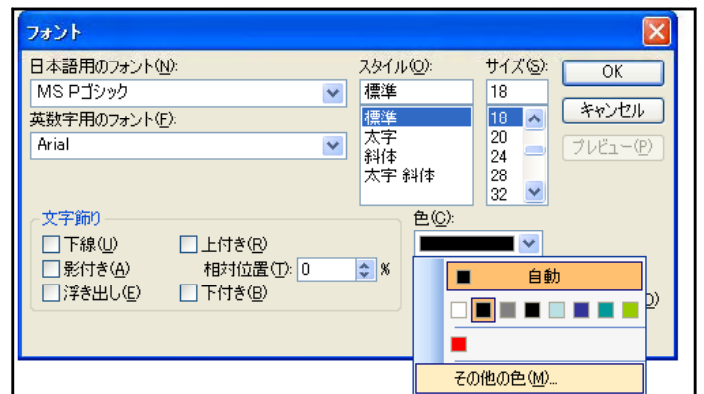 フォント
日本語用のフォント(N):
スタイル(O):
サイズ(S):
MS Pゴシック
標準
18
OK
英数字用のフォント(F):
標準
太字
斜体
太字 斜体
18
20
24
28
32
キャンセル
Arial
プレビュー(P)
文字飾り
色(C):
下線(U)
上付き(R)
影付き(A)
相対位置(T): 0 %
浮き出し(E)
下付き(B)
自動
その他の色(M)...